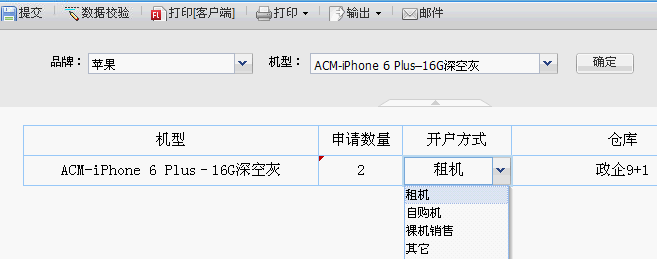 提交 数据校验 打印[客户端] 打印 输出 邮件
品牌： 苹果 机型： ACM-iPhone 6 Plus–16G深空灰 确定
机型 申请数量 开户方式 仓库
ACM-iPhone 6 Plus–16G深空灰 2 租机 政企9+1
租机
自购机
裸机销售
其它